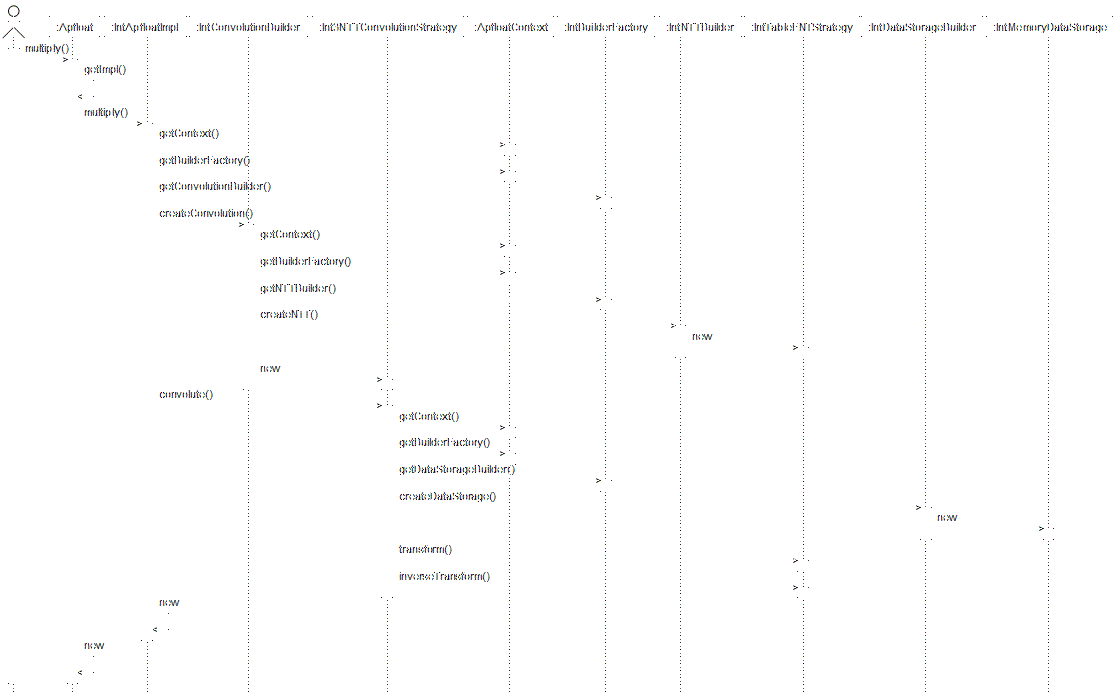 :Apfloat :IntApfloatImpl :IntConvolutionBuilder :Int3NTTConvolutionStrategy :ApfloatContext :IntBuilderFactory :IntNTTBuilder :IntTableFNTStrategy :IntDataStorageBuilder :IntMemoryDataStorage
multiply()
getImpl()
multiply()
getContext()
getBuilderFactory()
getConvolutionBuilder()
createConvolution()
getContext()
getBuilderFactory()
getNTTBuilder()
createNTT()
new
new
convolute()
getContext()
getBuilderFactory()
getDataStorageBuilder()
createDataStorage()
new
transform()
inverseTransform()
new
new